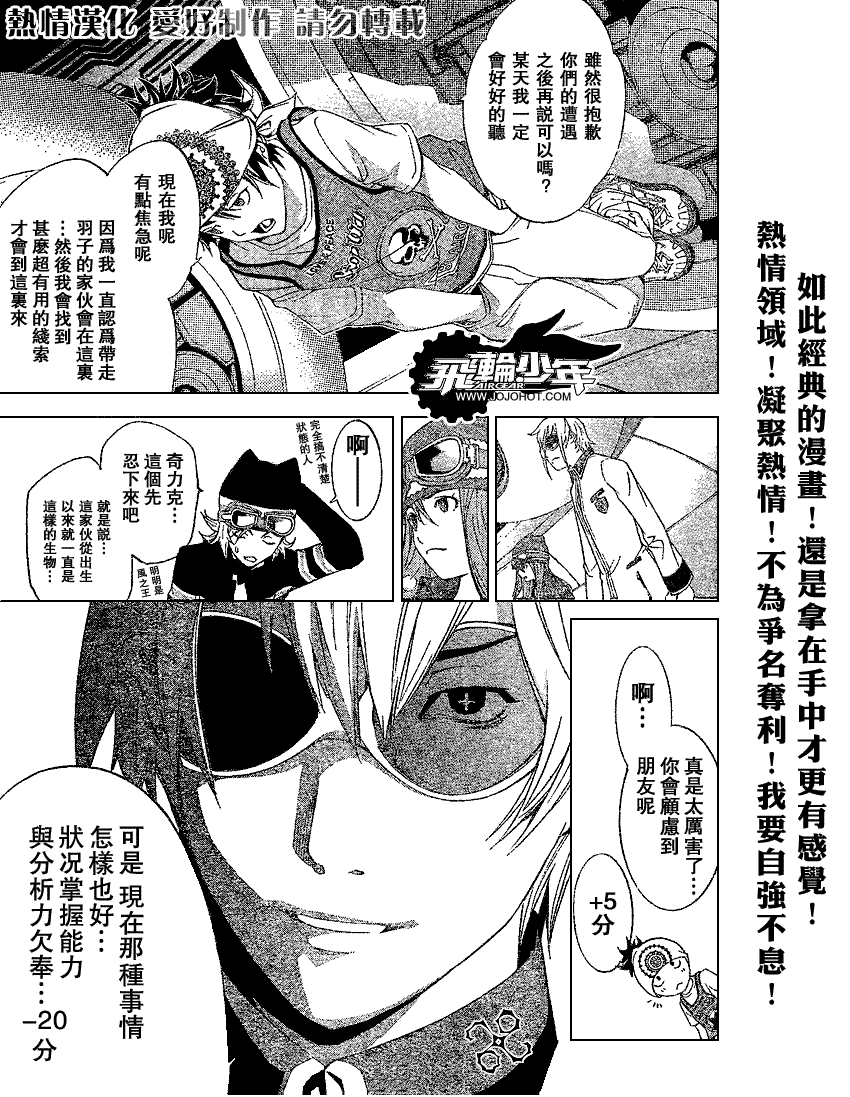 熱情漢化 愛好制作 請勿轉載
雖然很抱歉
你們的遭遇
之後再説可以嗎？
某天我一定
會好好的聽
現在我呢
有點焦急呢
因爲我一直認爲帶走
羽子的家伙會在這裏
…然後我會找到
甚麽超有用的綫索
才會到這裏來
LOVE & PEACE
飛輪少年
AIRGEAR
WWW.JOJOHOT.COM
如此經典的漫畫！還是拿在手中才更有感覺！
熱情領域！凝聚熱情！不為爭名奪利！我要自強不息！
啊——
完全搞不清楚
狀態的人
奇力克…
這個先
忍下來吧
就是説…
這家伙從出生
以來就一直是
這樣的生物…
明明是
風之王
啊…
真是太厲害了…
你會顧慮到
朋友呢
+5
分
可是 現在那種事情
怎樣也好…
狀况掌握能力
與分析力欠奉…
–20
分